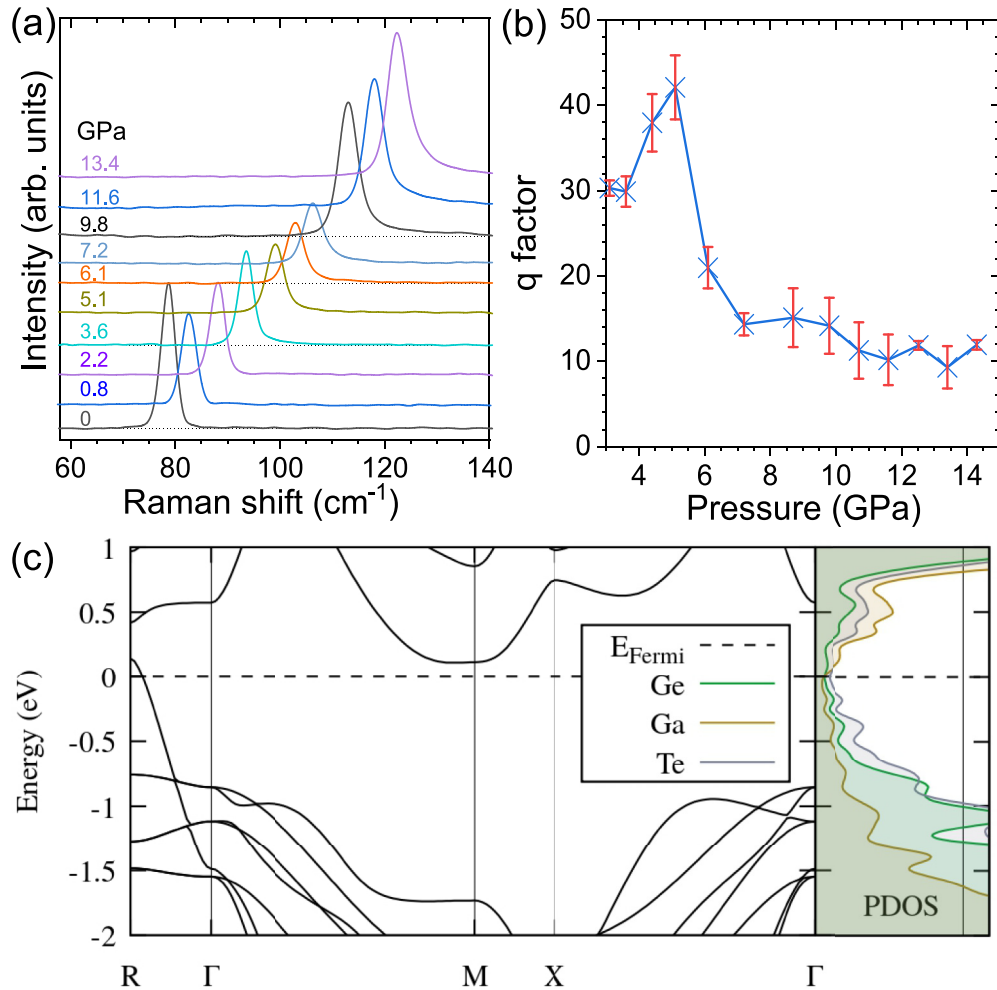 (a)
Intensity (arb. units)
GPa
13.4
11.6
9.8
7.2
6.1
5.1
3.6
2.2
0.8
0
60 80 100 120 140
Raman shift (cm⁻¹)
(b)
q factor
50
40
30
20
10
0
4 6 8 10 12 14
Pressure (GPa)
(c)
Energy (eV)
1
0.5
0
-0.5
-1
-1.5
-2
E_Fermi
Ge
Ga
Te
PDOS
R Γ M X Γ